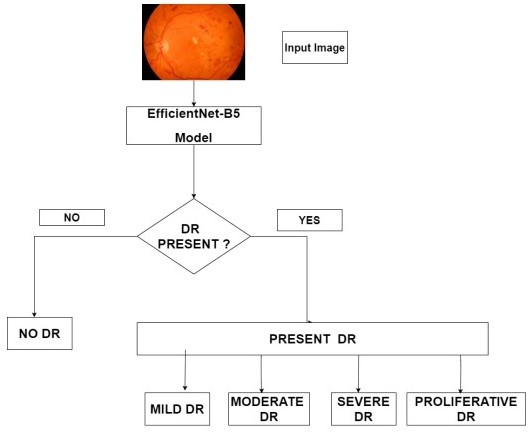 Input Image
EfficientNet-B5
Model
DR
PRESENT ?
NO
YES
NO DR
PRESENT DR
MILD DR
MODERATE
DR
SEVERE
DR
PROLIFERATIVE
DR